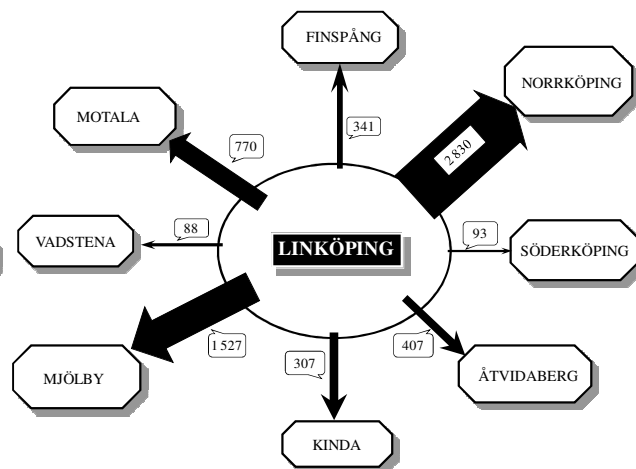 FINSPÅNG
NORRKÖPING
MOTALA
341
2 830
770
88
93
VADSTENA
LINKÖPING
SÖDERKÖPING
1 527
307
407
MJÖLBY
ÅTVIDABERG
KINDA